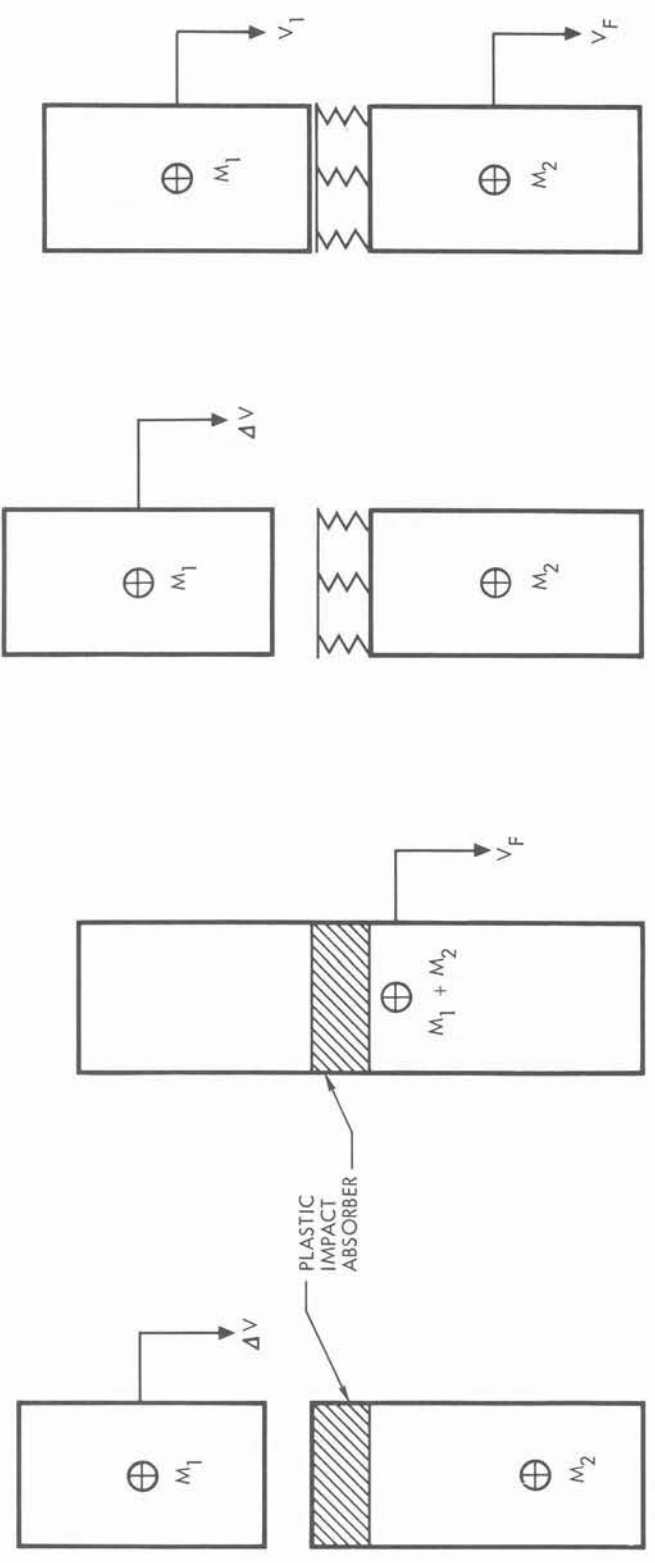 M1
ΔV
M2
PLASTIC
IMPACT
ABSORBER
M1 + M2
VF
M1
ΔV
M2
M1
V1
M2
VF